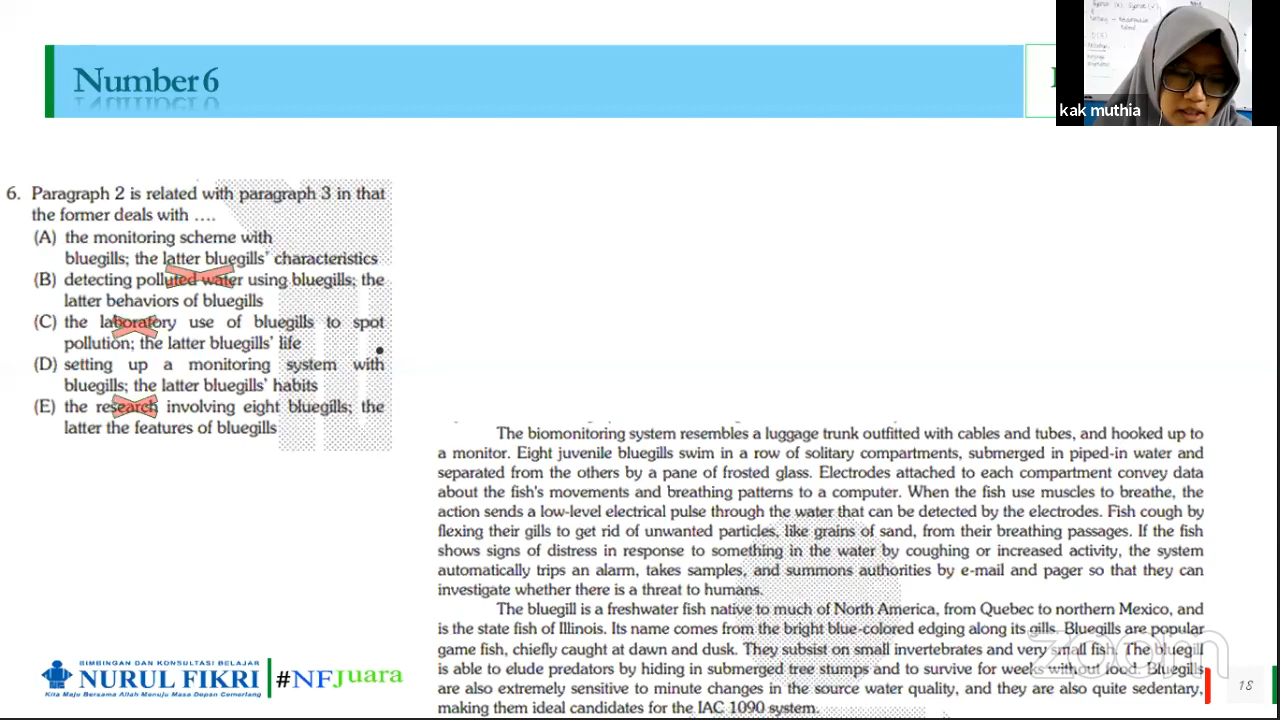 Number 6
kak muthia
6. Paragraph 2 is related with paragraph 3 in that
the former deals with ....
(A) the monitoring scheme with
bluegills; the latter bluegills' characteristics
(B) detecting polluted water using bluegills; the
latter behaviors of bluegills
(C) the laboratory use of bluegills to spot
pollution; the latter bluegills' life
(D) setting up a monitoring system with
bluegills; the latter bluegills' habits
(E) the research involving eight bluegills; the
latter the features of bluegills
The biomonitoring system resembles a luggage trunk outfitted with cables and tubes, and hooked up to
a monitor. Eight juvenile bluegills swim in a row of solitary compartments, submerged in piped-in water and
separated from the others by a pane of frosted glass. Electrodes attached to each compartment convey data
about the fish's movements and breathing patterns to a computer. When the fish use muscles to breathe, the
action sends a low-level electrical pulse through the water that can be detected by the electrodes. Fish cough by
flexing their gills to get rid of unwanted particles, like grains of sand, from their breathing passages. If the fish
shows signs of distress in response to something in the water by coughing or increased activity, the system
automatically trips an alarm, takes samples, and summons authorities by e-mail and pager so that they can
investigate whether there is a threat to humans.
The bluegill is a freshwater fish native to much of North America, from Quebec to northern Mexico, and
is the state fish of Illinois. Its name comes from the bright blue-colored edging along its gills. Bluegills are popular
game fish, chiefly caught at dawn and dusk. They subsist on small invertebrates and very small fish. The bluegill
is able to elude predators by hiding in submerged tree stumps and to survive for weeks without food. Bluegills
are also extremely sensitive to minute changes in the source water quality, and they are also quite sedentary,
making them ideal candidates for the IAC 1090 system.
zoom
BIMBINGAN DAN KONSULTASI BELAJAR
NURUL FIKRI
Kita Maju Bersama Allah Menuju Masa Depan Cemerlang
#NFJuara
18